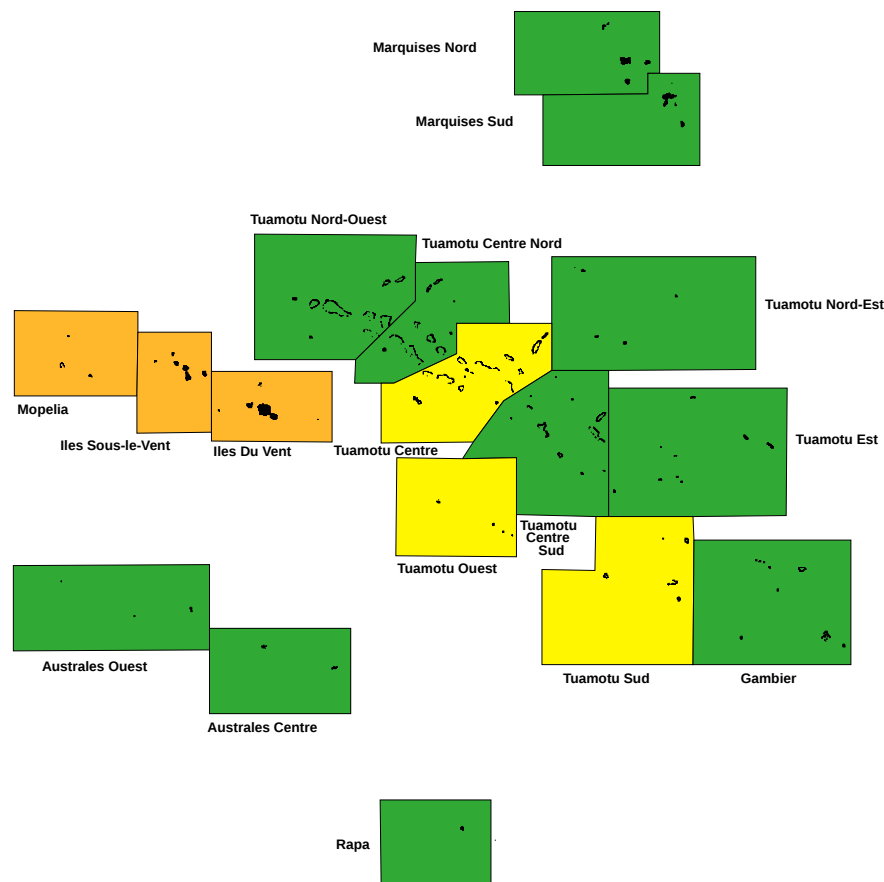 Marquises Nord
Marquises Sud
Tuamotu Nord-Ouest
Tuamotu Centre Nord
Tuamotu Nord-Est
Mopelia
Iles Sous-le-Vent
Iles Du Vent
Tuamotu Centre
Tuamotu Est
Tuamotu
Centre
Sud
Tuamotu Ouest
Australes Ouest
Tuamotu Sud
Gambier
Australes Centre
Rapa